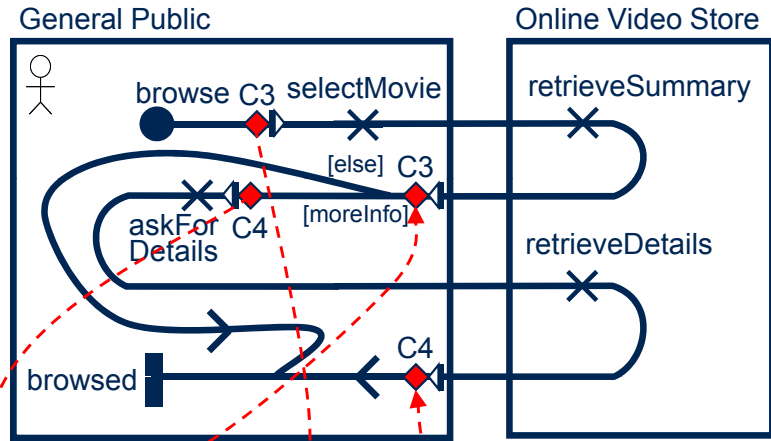 General Public
Online Video Store
browse C3 selectMovie
retrieveSummary
[else] C3
[moreInfo]
askFor
Details
C4
retrieveDetails
C4
browsed